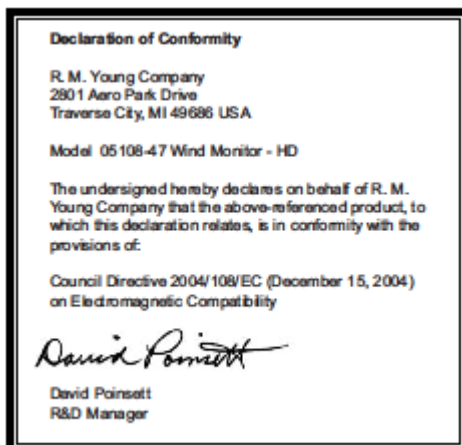 Declaration of Conformity
R. M. Young Company
2801 Aero Park Drive
Traverse City, MI 49686 USA
Model 05108-47 Wind Monitor - HD
The undersigned hereby declares on behalf of R. M.
Young Company that the above-referenced product, to
which this declaration relates, is in conformity with the
provisions of:
Council Directive 2004/108/EC (December 15, 2004)
on Electromagnetic Compatibility
David Poinsett
David Poinsett
R&D Manager